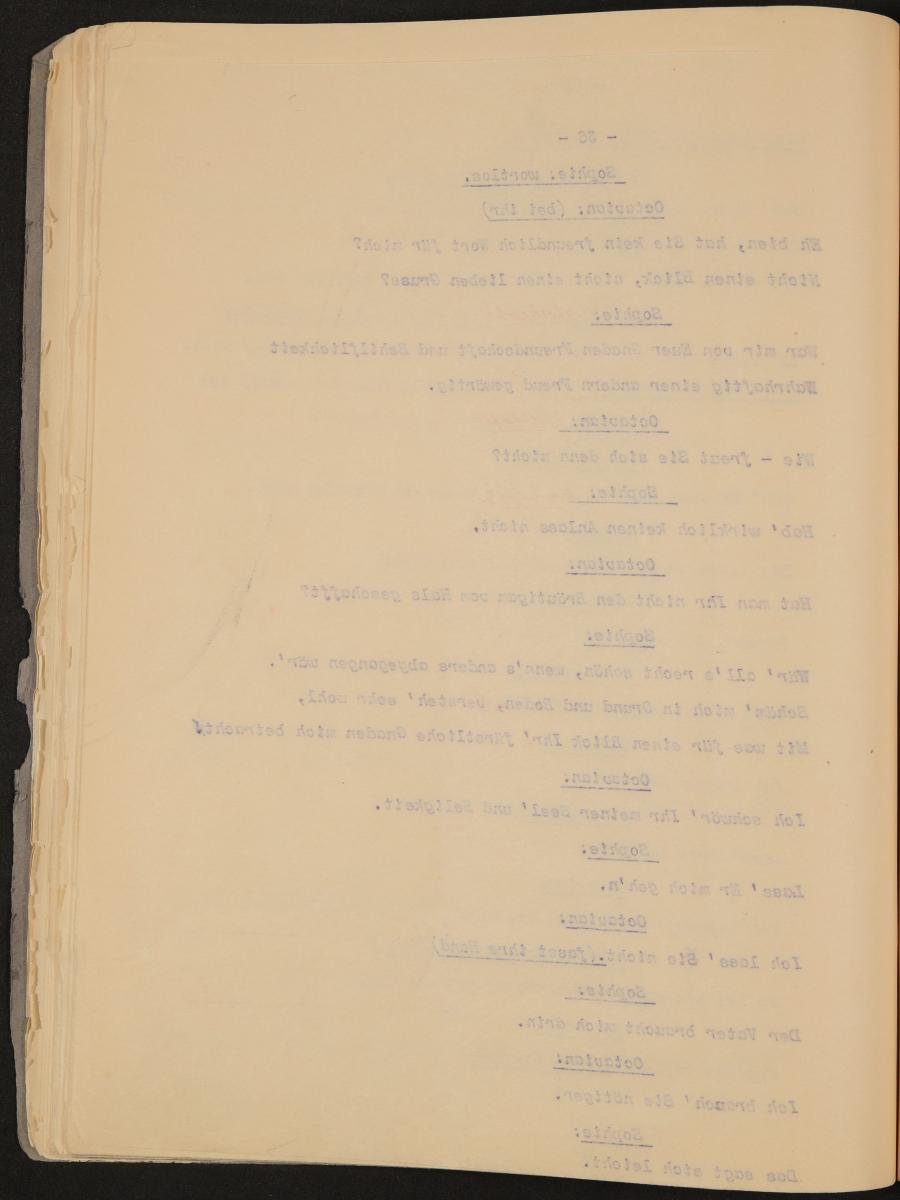 - 36 -
Sophie: wortlos.
Octavian: (bei ihr)
Eh bien, hat Sie kein freundlich Wort für mich?
Nicht einen Blick, nicht einen lieben Gruss?
Sophie:
War mir von Euer Gnaden Freundschaft und Behilflichkeit
Wahrhaftig einer andern Freud gewärtig.
Octavian:
Wie - freut Sie sich denn nicht?
Sophie:
Hab' wirklich keinen Anlass nicht.
Octavian:
Hat man Ihr nicht den Bräutigam vom Hals geschafft?
Sophie:
Wär' all's recht schön, wenn's anders abgegangen wär'.
Schäm' mich in Grund und Boden, versteh' sehr wohl,
Mit was für einen Blick Ihr' fürstliche Gnaden mich betracht.
Octavian:
Ich schwör' Ihr meiner Seel' und Seligkeit.
Sophie:
Lass' Er mich geh'n.
Octavian:
Ich lass' Sie nicht. (fasst ihre Hand)
Sophie:
Der Vater braucht mich drin.
Octavian:
Ich brauch' Sie nötiger.
Sophie:
Das sagt sich leicht.